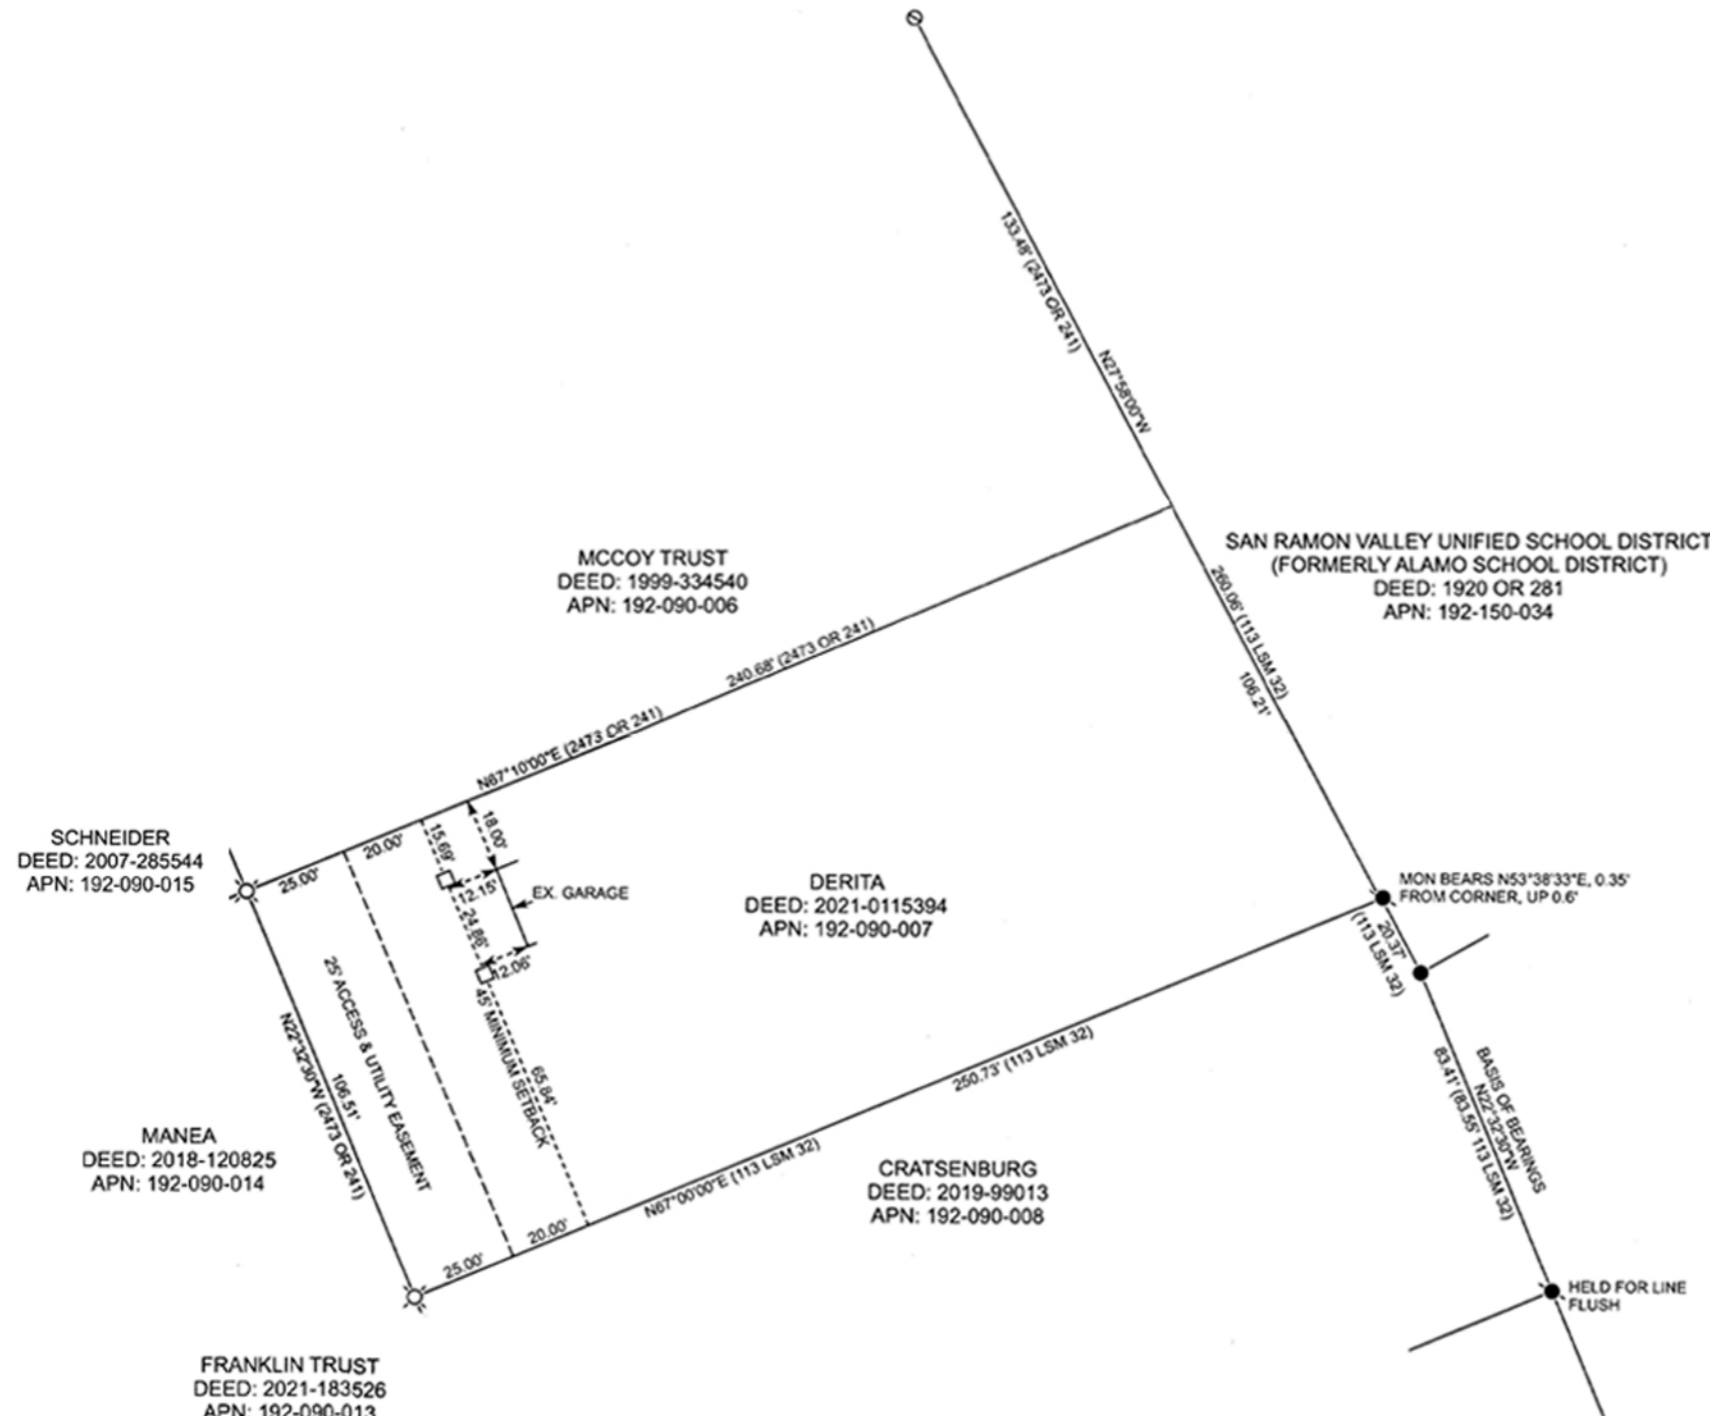 133.48' (2473 OR 241)
N27°58'00"W
SAN RAMON VALLEY UNIFIED SCHOOL DISTRICT
(FORMERLY ALAMO SCHOOL DISTRICT)
DEED: 1920 OR 281
APN: 192-150-034
MCCOY TRUST
DEED: 1999-334540
APN: 192-090-006
260.06' (113 LSM 32)
106.21'
240.68' (2473 OR 241)
N67°10'00"E (2473 OR 241)
SCHNEIDER
DEED: 2007-285544
APN: 192-090-015
25.00'
20.00'
15.69'
18.00'
12.15'
EX. GARAGE
24.86'
12.06'
DERITA
DEED: 2021-0115394
APN: 192-090-007
MON BEARS N53°38'33"E, 0.35'
FROM CORNER, UP 0.6'
20.37'
(113 LSM 32)
25' ACCESS & UTILITY EASEMENT
45' MINIMUM SETBACK
65.84'
N22°32'30"W (2473 OR 241)
106.51'
250.73' (113 LSM 32)
N67°00'00"E (113 LSM 32)
BASIS OF BEARINGS
N22°32'30"W
83.41' (83.55' 113 LSM 32)
MANEA
DEED: 2018-120825
APN: 192-090-014
CRATSENBURG
DEED: 2019-99013
APN: 192-090-008
20.00'
25.00'
HELD FOR LINE
FLUSH
FRANKLIN TRUST
DEED: 2021-183526
APN: 192-090-013